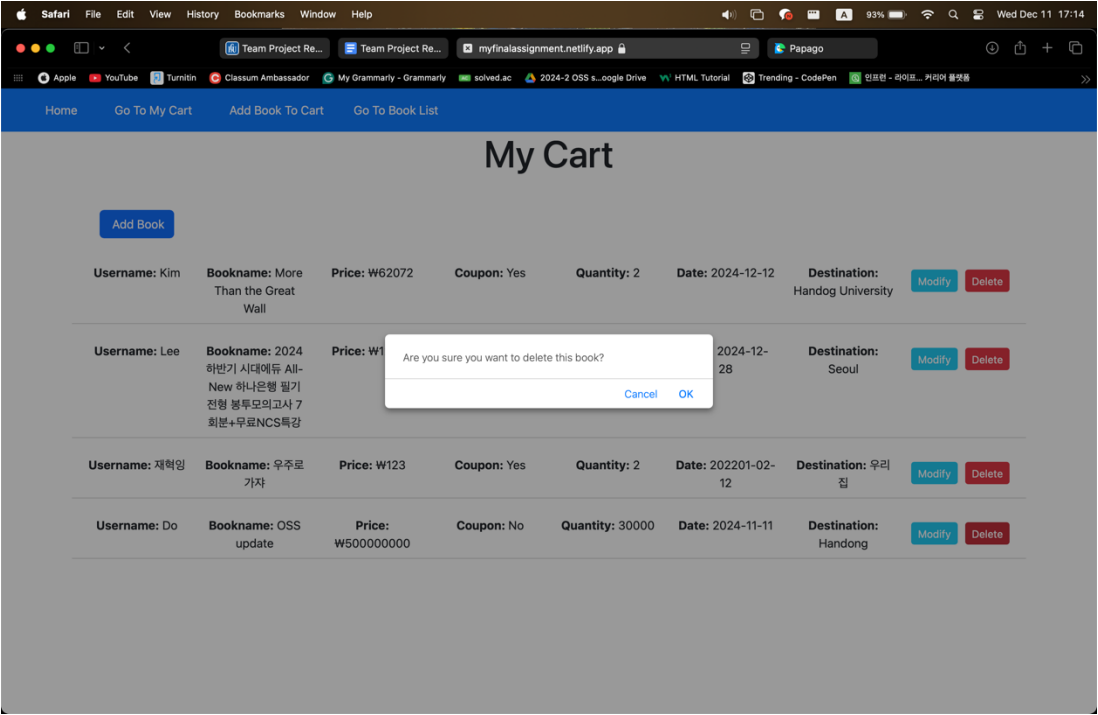 Safari File Edit View History Bookmarks Window Help 93% Wed Dec 11 17:14
Team Project Re... Team Project Re... myfinalassignment.netlify.app Papago
Apple YouTube Turnitin Classum Ambassador My Grammarly - Grammarly solved.ac 2024-2 OSS s...oogle Drive HTML Tutorial Trending - CodePen 인프런 - 라이프... 커리어 플랫폼
Home Go To My Cart Add Book To Cart Go To Book List
My Cart
Add Book
Username: Kim Bookname: More Price: ₩62072 Coupon: Yes Quantity: 2 Date: 2024-12-12 Destination:
Than the Great Handog University Modify Delete
Wall
Username: Lee Bookname: 2024 Price: ₩1 2024-12- Destination:
하반기 시대에듀 All- 28 Seoul Modify Delete
New 하나은행 필기
전형 봉투모의고사 7
회분+무료NCS특강
Are you sure you want to delete this book?
Cancel OK
Username: 재혁잉 Bookname: 우주로 Price: ₩123 Coupon: Yes Quantity: 2 Date: 202201-02- Destination: 우리
가쟈 12 집 Modify Delete
Username: Do Bookname: OSS Price: Coupon: No Quantity: 30000 Date: 2024-11-11 Destination:
update ₩500000000 Handong Modify Delete